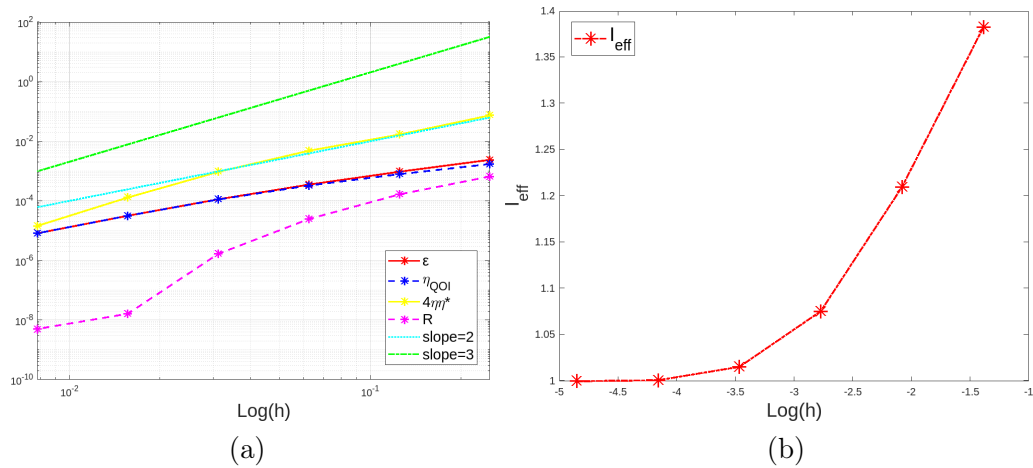 10^2
10^0
10^-2
10^-4
10^-6
10^-8
10^-10
10^-2
10^-1
Log(h)
ε
η_QOI
4ηη*
R
slope=2
slope=3
(a)
1.4
1.35
1.3
1.25
1.2
1.15
1.1
1.05
1
I_eff
I_eff
-5
-4.5
-4
-3.5
-3
-2.5
-2
-1.5
-1
Log(h)
(b)